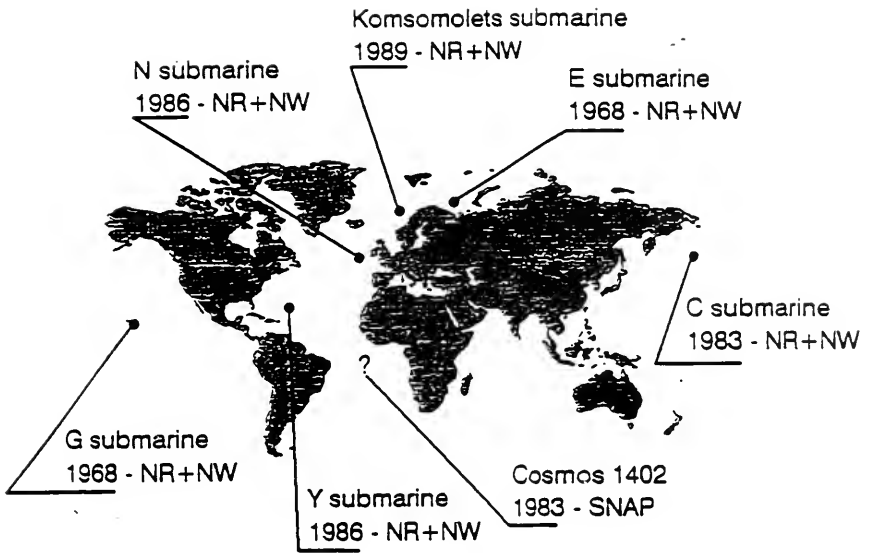 Komsomolets submarine
1989 - NR+NW
N submarine
1986 - NR+NW
E submarine
1968 - NR+NW
C submarine
1983 - NR+NW
?
G submarine
1968 - NR+NW
Y submarine
1986 - NR+NW
Cosmos 1402
1983 - SNAP